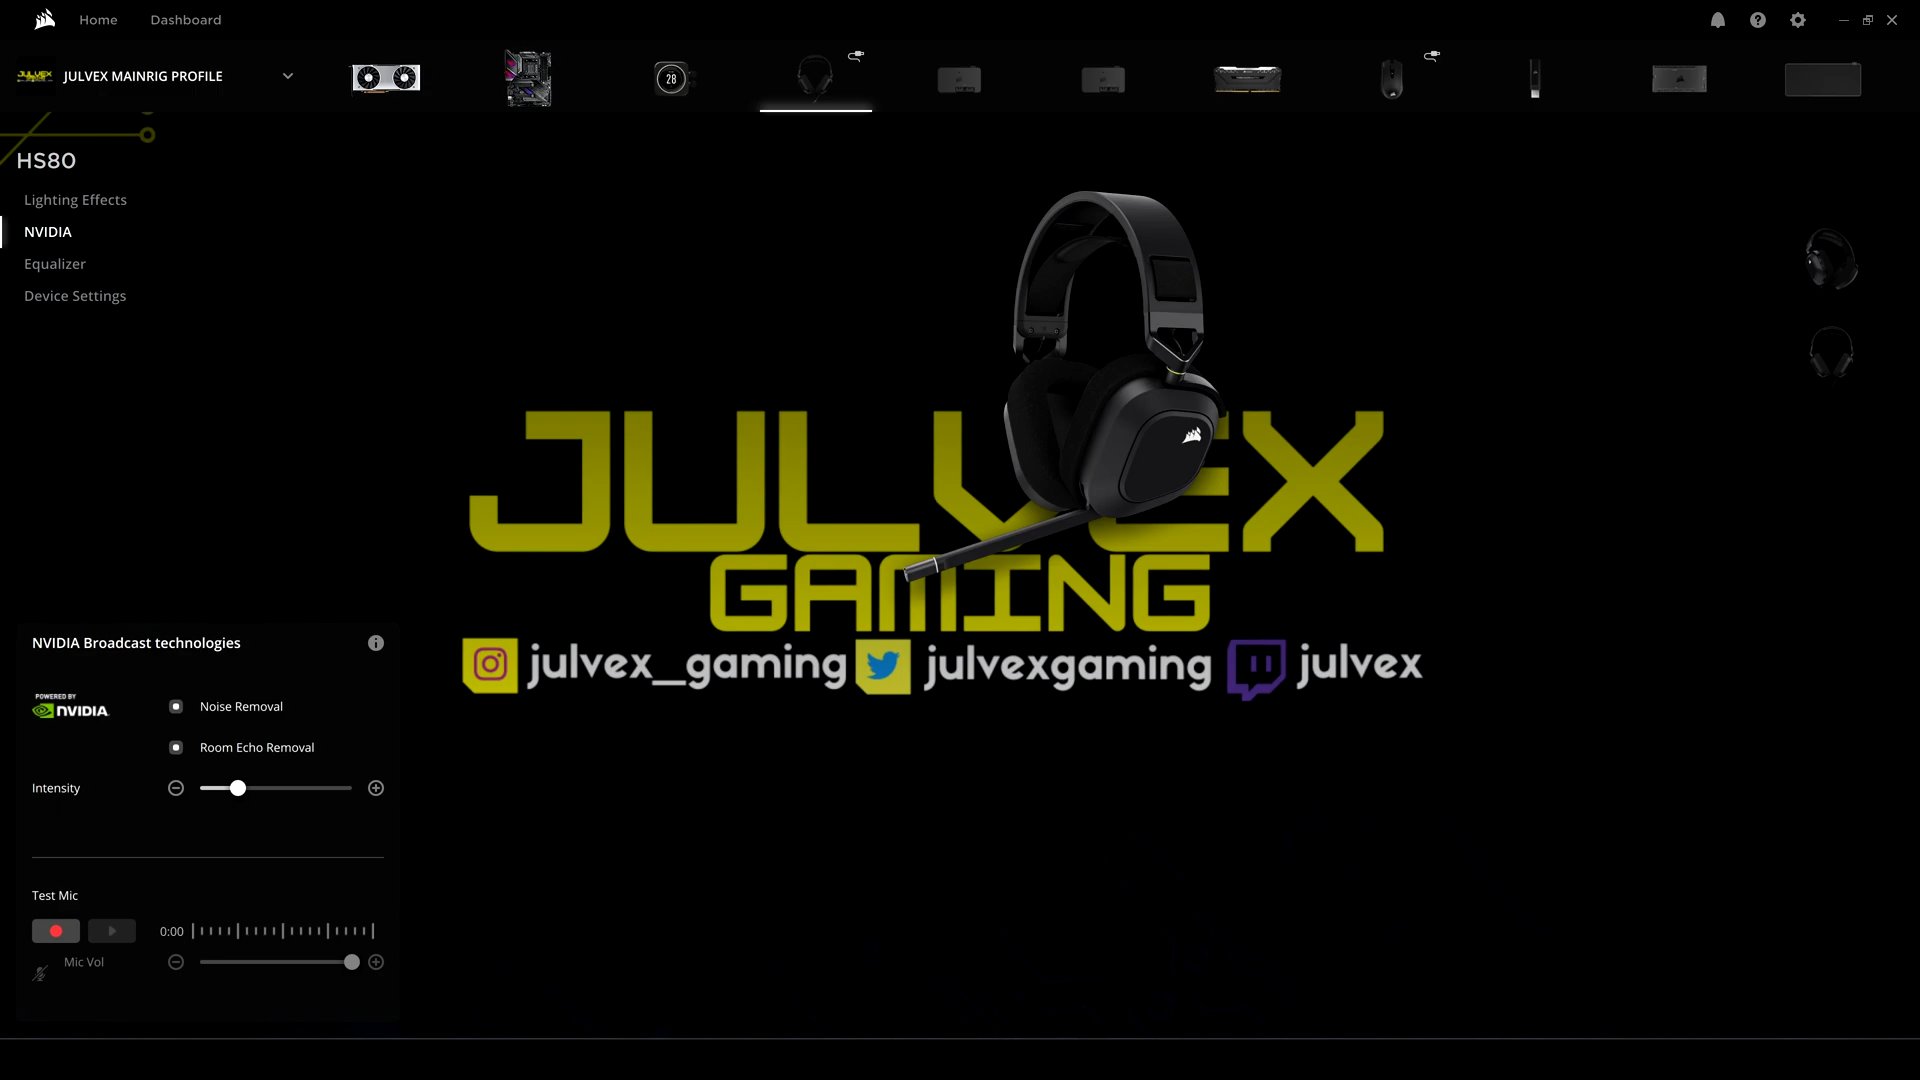 Home
Dashboard
JULVEX MAINRIG PROFILE
28
HS80
Lighting Effects
NVIDIA
Equalizer
Device Settings
JULVEX
GAMING
julvex_gaming
julvexgaming
julvex
NVIDIA Broadcast technologies
POWERED BY
NVIDIA.
Noise Removal
Room Echo Removal
Intensity
Test Mic
0:00
Mic Vol